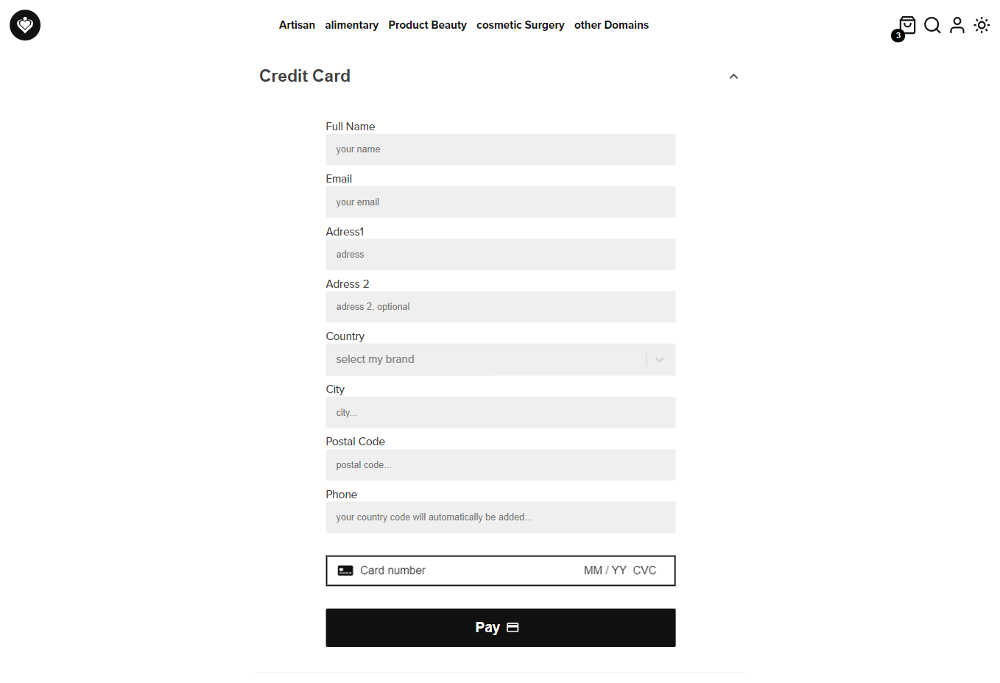 Artisan alimentary Product Beauty cosmetic Surgery other Domains
3
Credit Card
Full Name
your name
Email
your email
Adress1
adress
Adress 2
adress 2, optional
Country
select my brand
City
city...
Postal Code
postal code...
Phone
your country code will automatically be added...
Card number MM / YY CVC
Pay